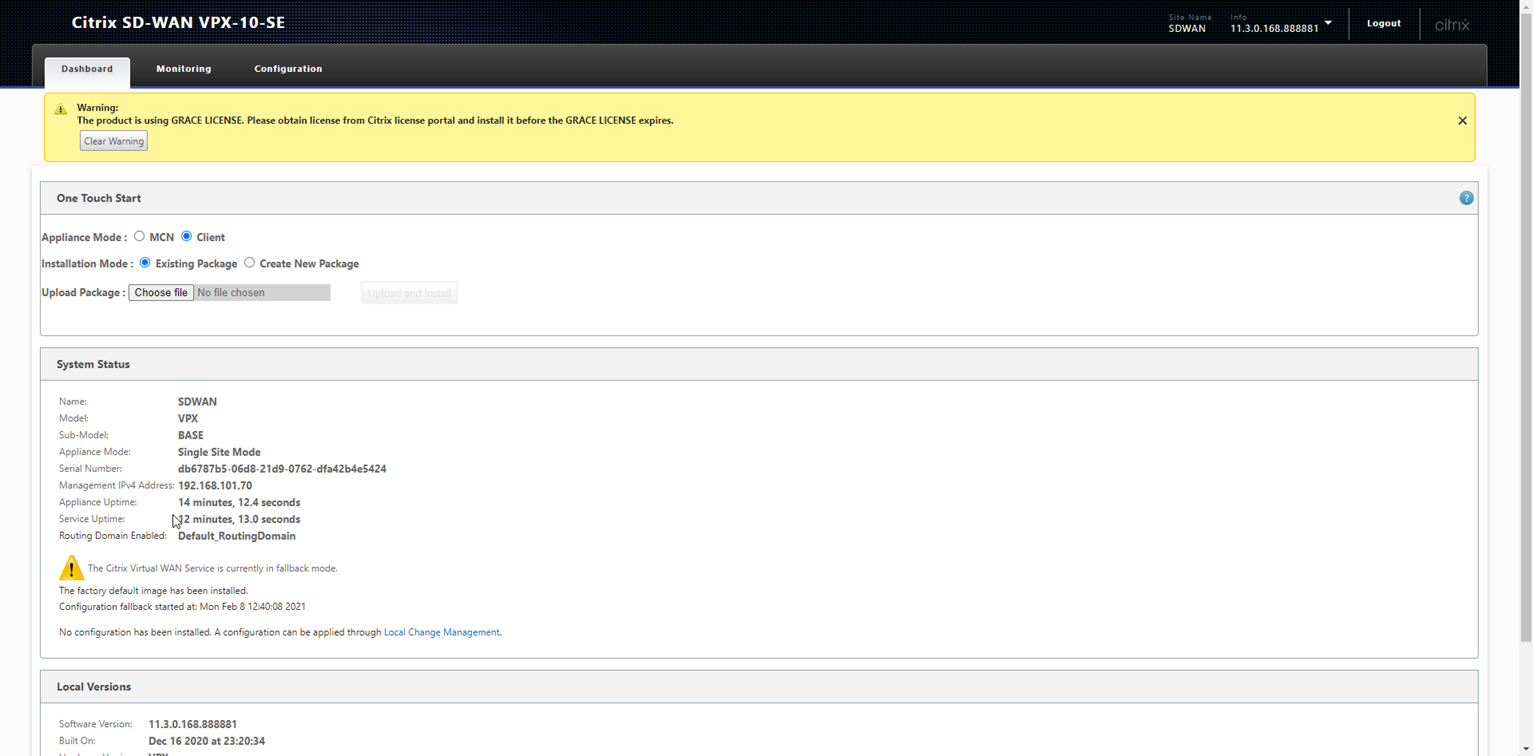 Citrix SD-WAN VPX-10-SE
Site Name
SDWAN
Info
11.3.0.168.888881
Logout
citrix
Dashboard Monitoring Configuration
Warning:
The product is using GRACE LICENSE. Please obtain license from Citrix license portal and install it before the GRACE LICENSE expires.
Clear Warning
One Touch Start
?
Appliance Mode : MCN Client
Installation Mode : Existing Package Create New Package
Upload Package : Choose file No file chosen Upload and Install
System Status
Name: SDWAN
Model: VPX
Sub-Model: BASE
Appliance Mode: Single Site Mode
Serial Number: db6787b5-06d8-21d9-0762-dfa42b4e5424
Management IPv4 Address: 192.168.101.70
Appliance Uptime: 14 minutes, 12.4 seconds
Service Uptime: 12 minutes, 13.0 seconds
Routing Domain Enabled: Default_RoutingDomain
The Citrix Virtual WAN Service is currently in fallback mode.
The factory default image has been installed.
Configuration fallback started at: Mon Feb 8 12:40:08 2021
No configuration has been installed. A configuration can be applied through Local Change Management.
Local Versions
Software Version: 11.3.0.168.888881
Built On: Dec 16 2020 at 23:20:34